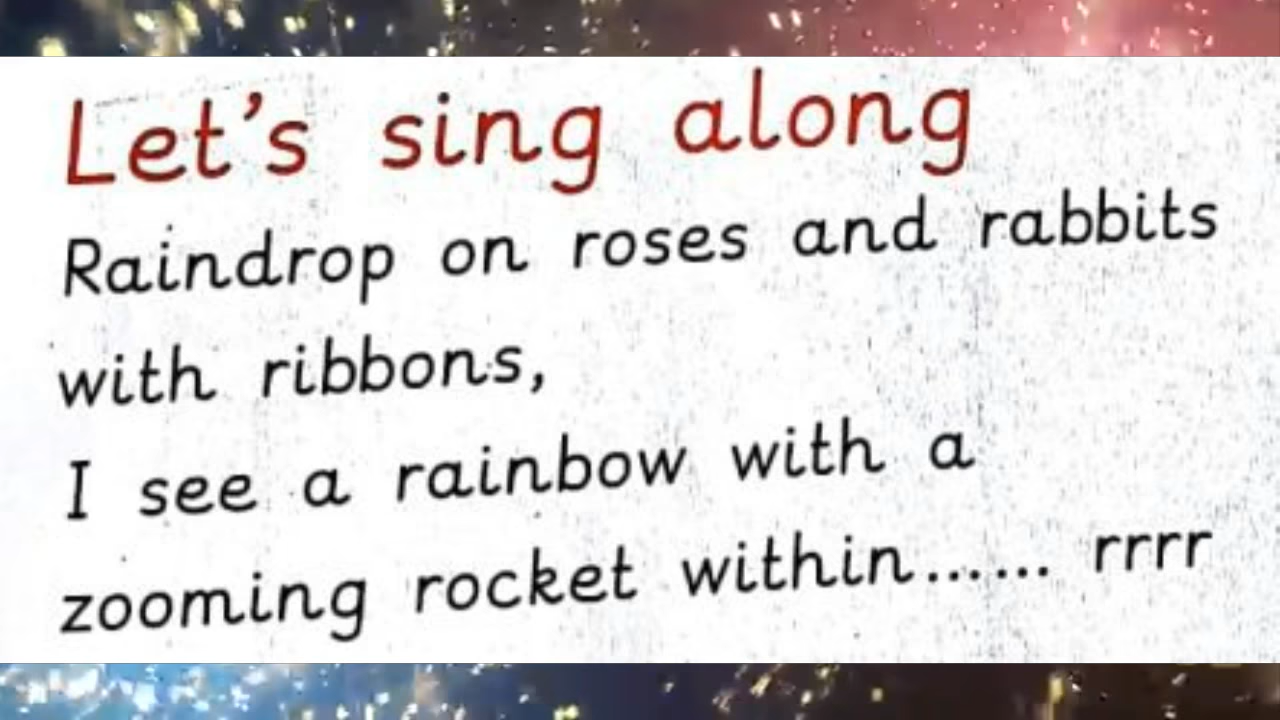 Let's sing along
Raindrop on roses and rabbits
with ribbons,
I see a rainbow with a
zooming rocket within...... rrrr